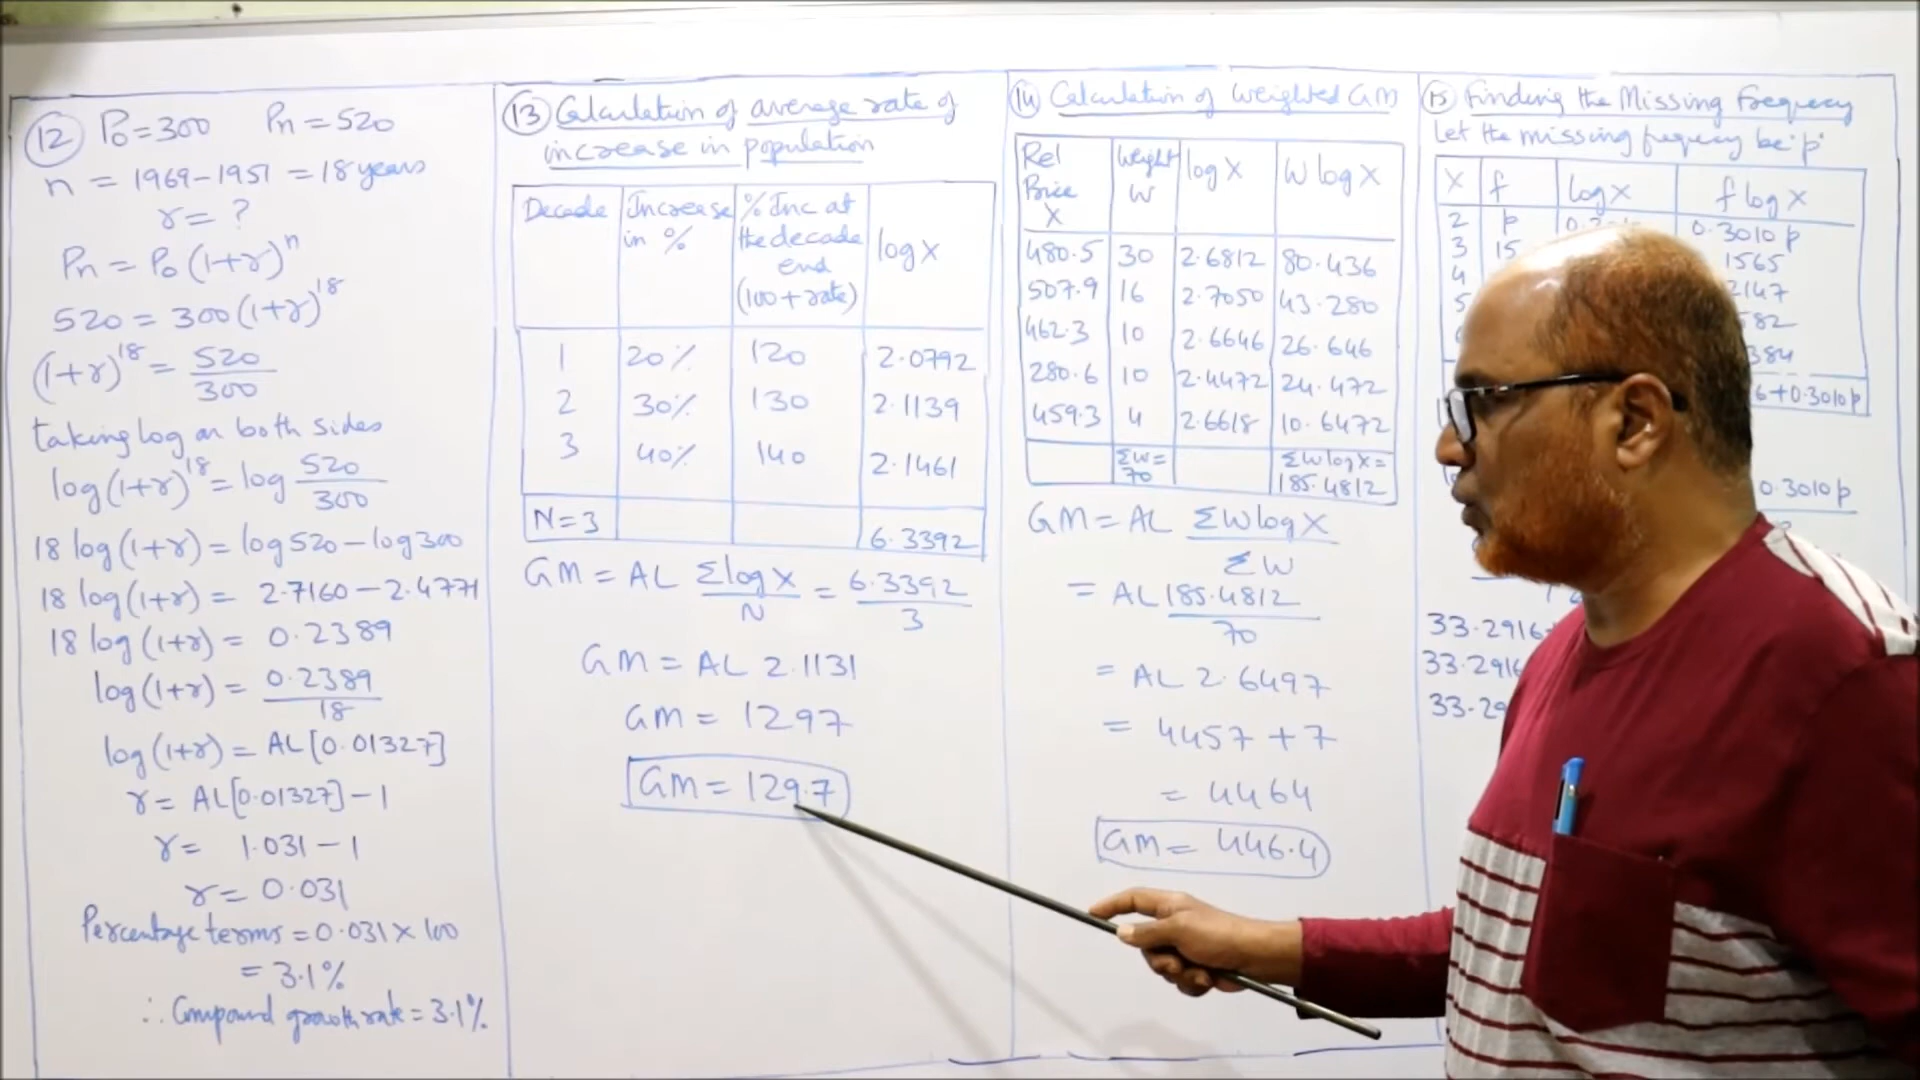 12 P₀=300 Pn=520
n = 1969-1951 = 18 years
r = ?
Pn = P₀ (1+r)ⁿ
520 = 300 (1+r)¹⁸
(1+r)¹⁸ = 520/300
taking log on both sides
log (1+r)¹⁸ = log 520/300
18 log (1+r) = log 520 – log 300
18 log (1+r) = 2.7160 – 2.4771
18 log (1+r) = 0.2389
log (1+r) = 0.2389/18
log (1+r) = AL[0.01327]
r = AL[0.01327] – 1
r = 1.031 – 1
r = 0.031
Percentage terms = 0.031 × 100
= 3.1%
∴ Compound growth rate = 3.1%
13 Calculation of average rate of
increase in population
Decade Increase in % % Inc at the decade end (100 + rate) log X
1 20% 120 2.0792
2 30% 130 2.1139
3 40% 140 2.1461
N=3 6.3392
GM = AL Σlog X/N = 6.3392/3
GM = AL 2.1131
GM = 1297
GM = 129.7
14 Calculation of Weighted GM
Rel Price X Weight W log X W log X
480.5 30 2.6812 80.436
507.9 16 2.7050 43.280
462.3 10 2.6646 26.646
280.6 10 2.4472 24.472
459.3 4 2.6618 10.6472
ΣW = 70 ΣW log X = 185.4812
GM = AL ΣW log X/ΣW
= AL 185.4812/70
= AL 2.6497
= 4457 + 7
= 4464
GM = 446.4
15 Finding the Missing Frequency
Let the missing frequency be 'p'
X f log X f log X
2 p 0.3010 p
3 15 1565
4 2147
5 582
384
6+0.3010 p
0.3010 p
33.2916
33.2916
33.29